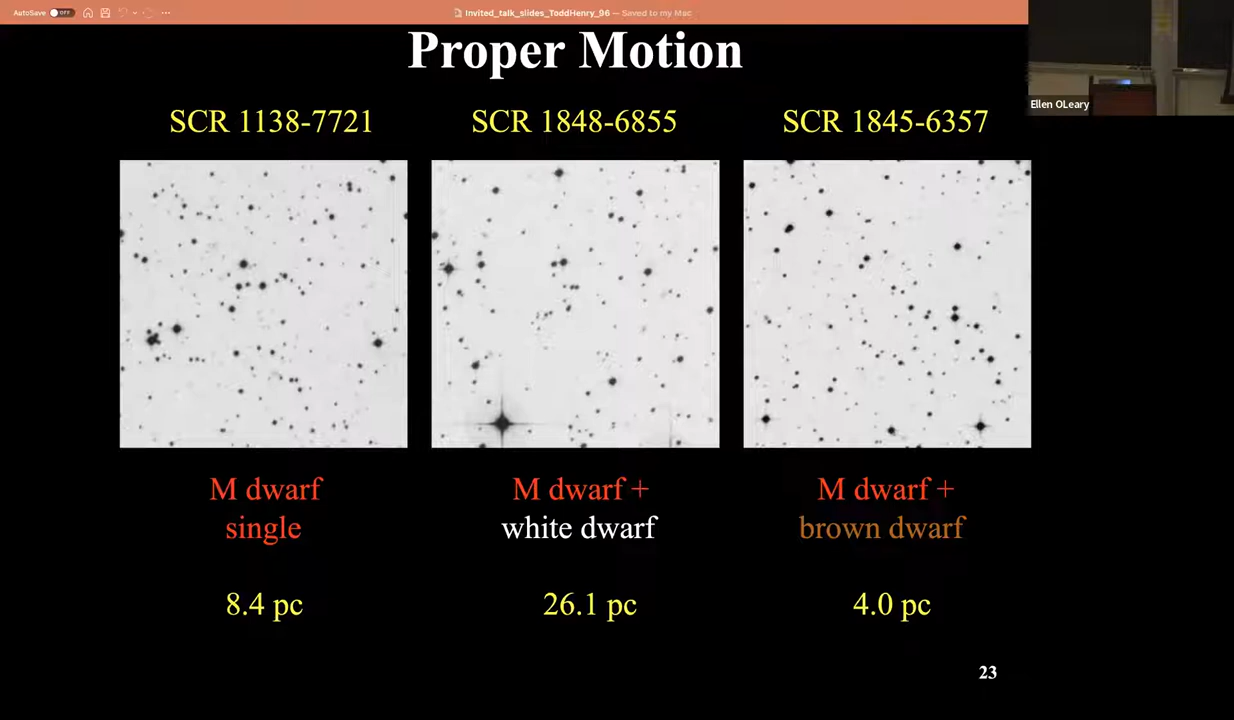 AutoSave OFF
Invited_talk_slides_ToddHenry_96 — Saved to my Mac
Proper Motion
Ellen OLeary
SCR 1138-7721
SCR 1848-6855
SCR 1845-6357
M dwarf
single
8.4 pc
M dwarf +
white dwarf
26.1 pc
M dwarf +
brown dwarf
4.0 pc
23